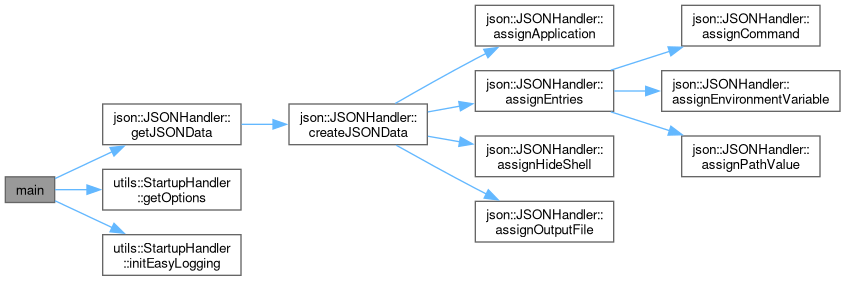 main
json::JSONHandler::
getJSONData
utils::StartupHandler
::getOptions
utils::StartupHandler
::initEasyLogging
json::JSONHandler::
createJSONData
json::JSONHandler::
assignApplication
json::JSONHandler::
assignEntries
json::JSONHandler::
assignHideShell
json::JSONHandler::
assignOutputFile
json::JSONHandler::
assignCommand
json::JSONHandler::
assignEnvironmentVariable
json::JSONHandler::
assignPathValue